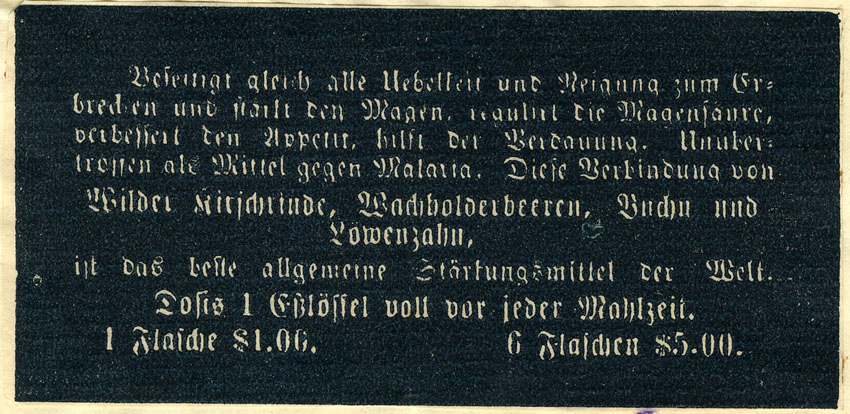 Beseitigt gleich alle Uebelkeit und Neigung zum Er-
brechen und stärkt den Magen, regulirt die Magensäure,
verbessert den Appetit, hilft der Verdauung. Unüber-
troffen als Mittel gegen Malaria. Diese Verbindung von
Wilder Kirschrinde, Wachholderbeeren, Buchu und
Löwenzahn,
ist das beste allgemeine Stärkungsmittel der Welt.
Dosis 1 Eßlöffel voll vor jeder Mahlzeit.
1 Flasche $1.00. 6 Flaschen $5.00.